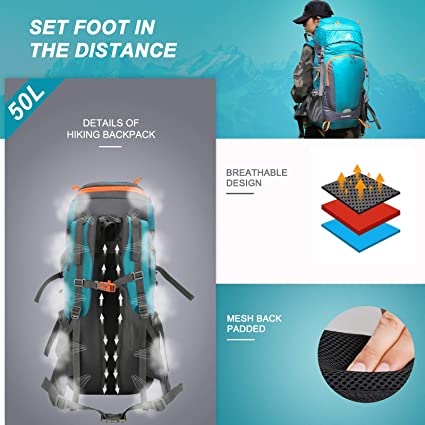 SET FOOT IN
THE DISTANCE
50L
DETAILS OF
HIKING BACKPACK
BREATHABLE
DESIGN
MESH BACK
PADDED